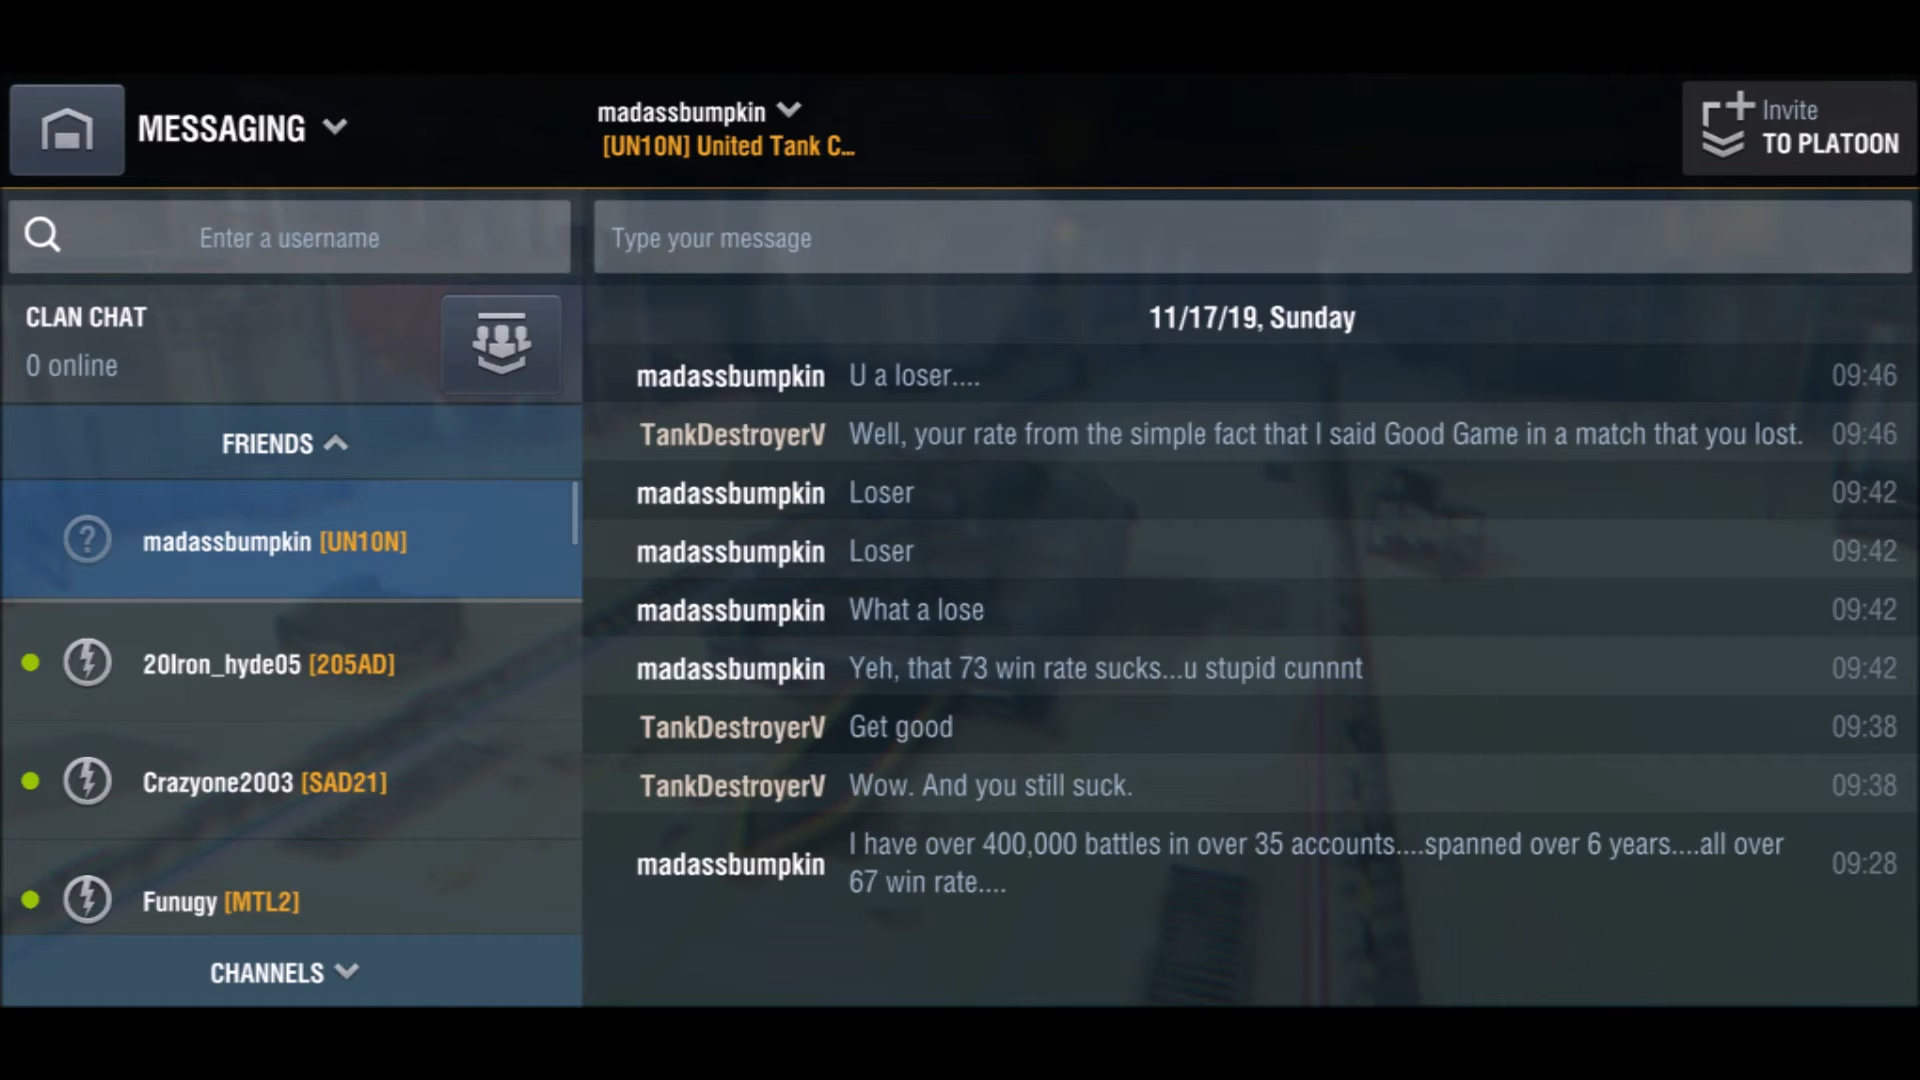 MESSAGING
madassbumpkin
[UN10N] United Tank C...
Invite
TO PLATOON
Enter a username
Type your message
CLAN CHAT
0 online
FRIENDS
madassbumpkin [UN10N]
20Iron_hyde05 [205AD]
Crazyone2003 [SAD21]
Funugy [MTL2]
CHANNELS
11/17/19, Sunday
madassbumpkin U a loser.... 09:46
TankDestroyerV Well, your rate from the simple fact that I said Good Game in a match that you lost. 09:46
madassbumpkin Loser 09:42
madassbumpkin Loser 09:42
madassbumpkin What a lose 09:42
madassbumpkin Yeh, that 73 win rate sucks...u stupid cunnnt 09:42
TankDestroyerV Get good 09:38
TankDestroyerV Wow. And you still suck. 09:38
madassbumpkin I have over 400,000 battles in over 35 accounts....spanned over 6 years....all over
67 win rate.... 09:28